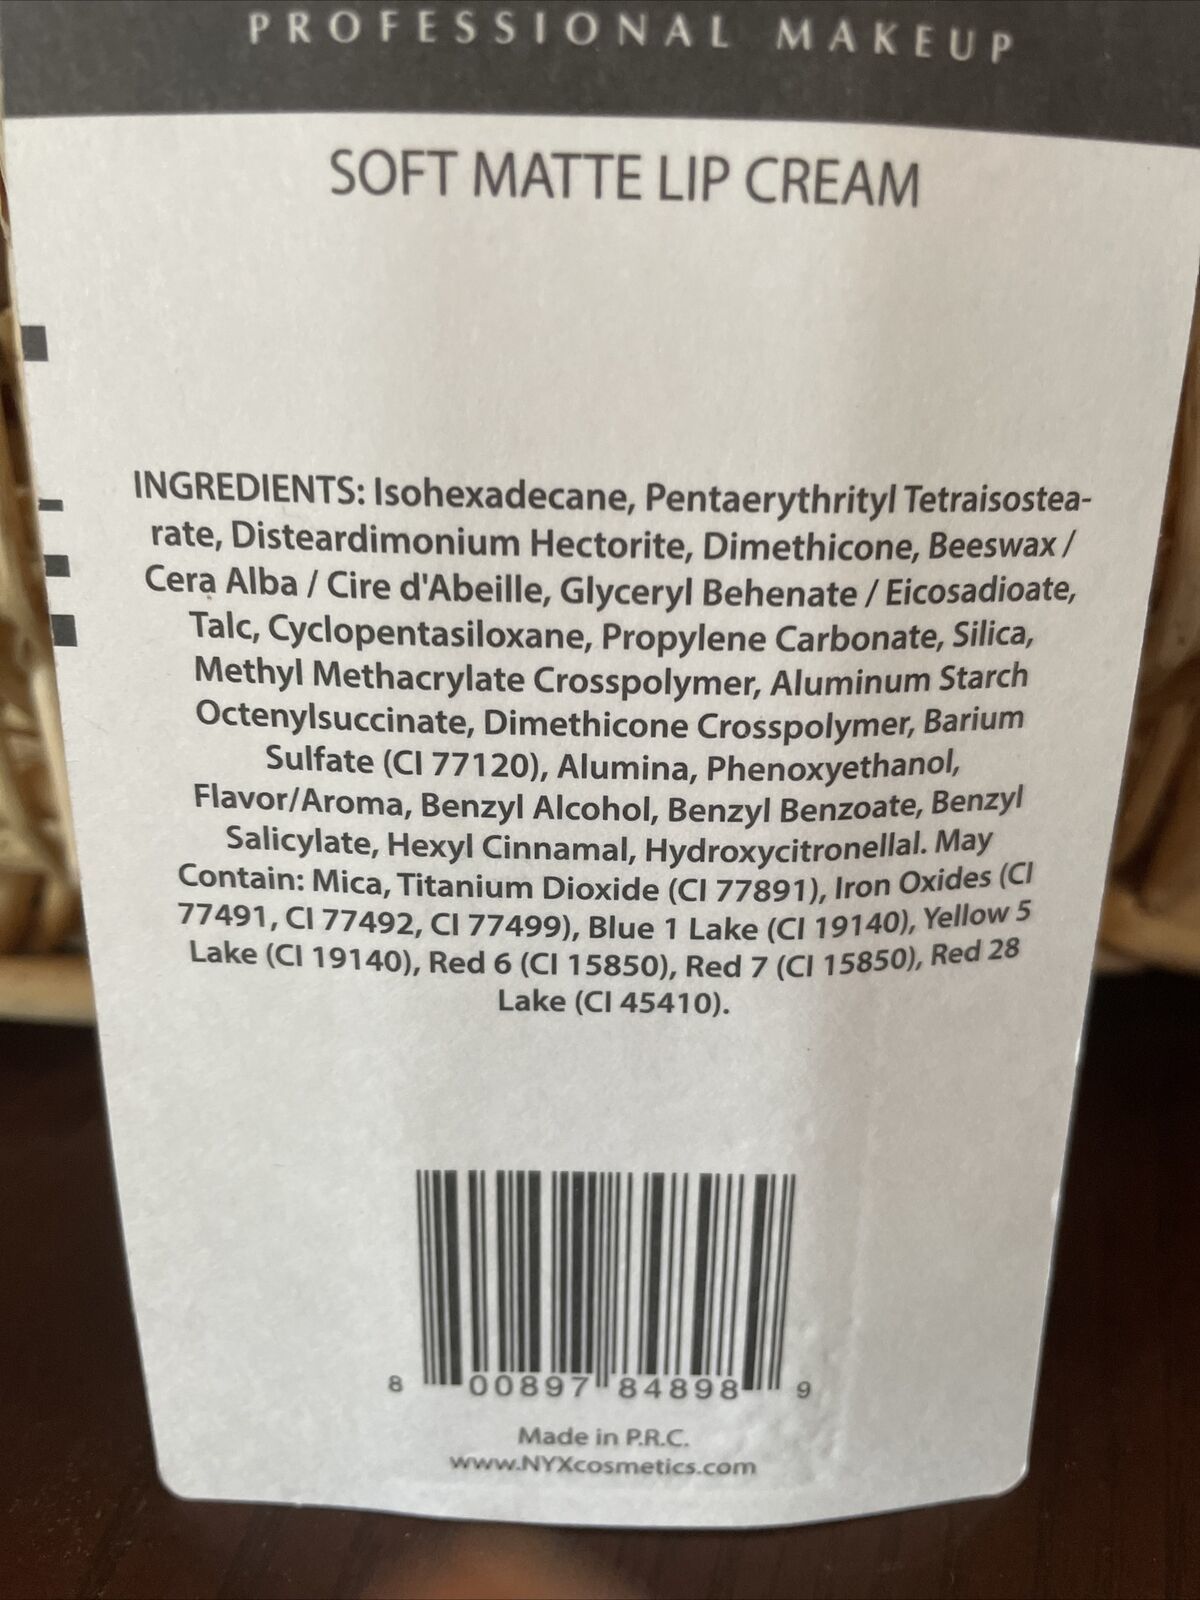 PROFESSIONAL MAKEUP
SOFT MATTE LIP CREAM
INGREDIENTS: Isohexadecane, Pentaerythrityl Tetraisostea-
rate, Disteardimonium Hectorite, Dimethicone, Beeswax /
Cera Alba / Cire d'Abeille, Glyceryl Behenate / Eicosadioate,
Talc, Cyclopentasiloxane, Propylene Carbonate, Silica,
Methyl Methacrylate Crosspolymer, Aluminum Starch
Octenylsuccinate, Dimethicone Crosspolymer, Barium
Sulfate (CI 77120), Alumina, Phenoxyethanol,
Flavor/Aroma, Benzyl Alcohol, Benzyl Benzoate, Benzyl
Salicylate, Hexyl Cinnamal, Hydroxycitronellal. May
Contain: Mica, Titanium Dioxide (CI 77891), Iron Oxides (CI
77491, CI 77492, CI 77499), Blue 1 Lake (CI 19140), Yellow 5
Lake (CI 19140), Red 6 (CI 15850), Red 7 (CI 15850), Red 28
Lake (CI 45410).
8 00897 84898 9
Made in P.R.C.
www.NYXcosmetics.com